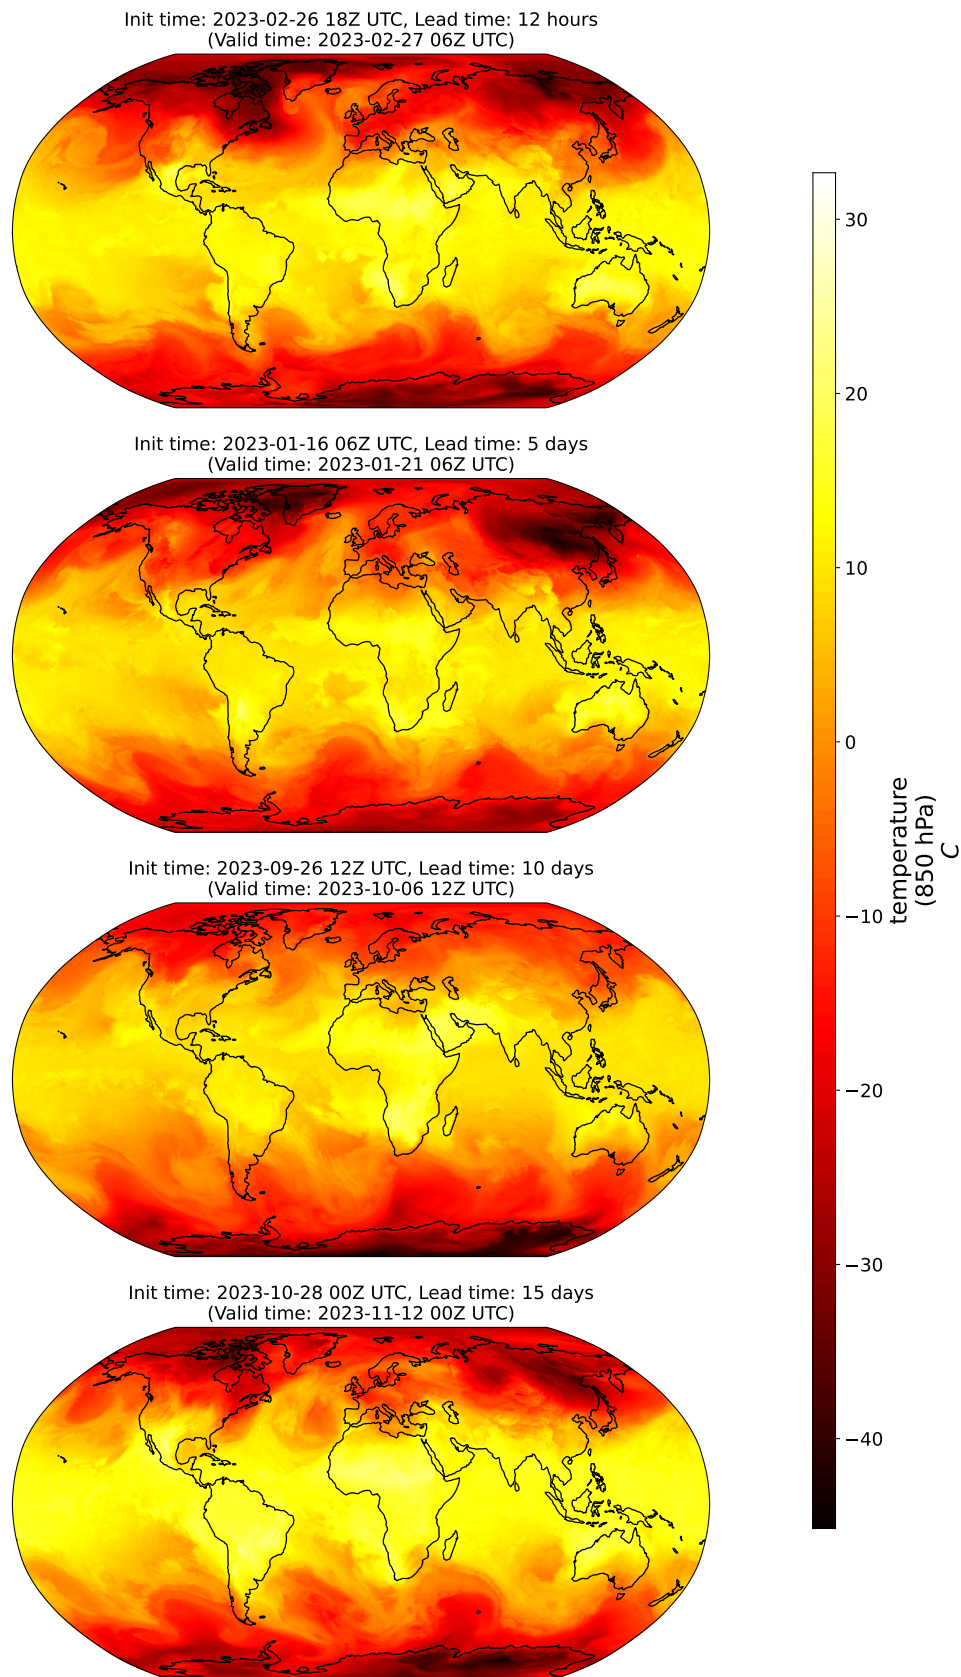 Init time: 2023-02-26 18Z UTC, Lead time: 12 hours
(Valid time: 2023-02-27 06Z UTC)
Init time: 2023-01-16 06Z UTC, Lead time: 5 days
(Valid time: 2023-01-21 06Z UTC)
Init time: 2023-09-26 12Z UTC, Lead time: 10 days
(Valid time: 2023-10-06 12Z UTC)
Init time: 2023-10-28 00Z UTC, Lead time: 15 days
(Valid time: 2023-11-12 00Z UTC)
30
20
10
0
−10
−20
−30
−40
temperature
(850 hPa)
C